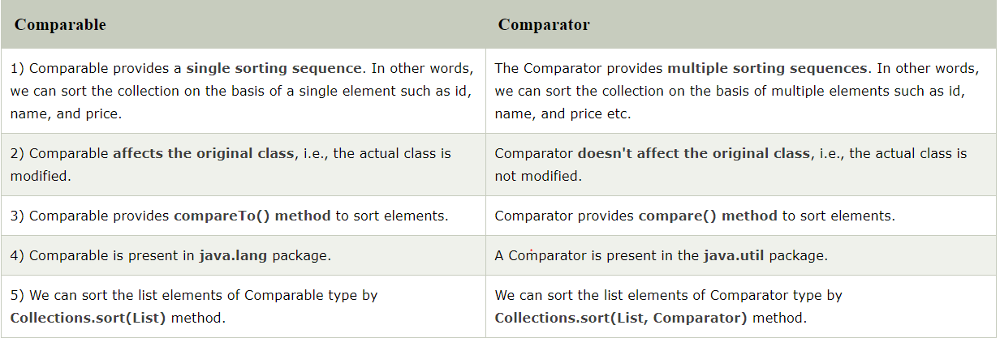 Comparable
Comparator
1) Comparable provides a single sorting sequence. In other words,
we can sort the collection on the basis of a single element such as id,
name, and price.
The Comparator provides multiple sorting sequences. In other words,
we can sort the collection on the basis of multiple elements such as id,
name, and price etc.
2) Comparable affects the original class, i.e., the actual class is
modified.
Comparator doesn't affect the original class, i.e., the actual class is
not modified.
3) Comparable provides compareTo() method to sort elements.
Comparator provides compare() method to sort elements.
4) Comparable is present in java.lang package.
A Comparator is present in the java.util package.
5) We can sort the list elements of Comparable type by
Collections.sort(List) method.
We can sort the list elements of Comparator type by
Collections.sort(List, Comparator) method.